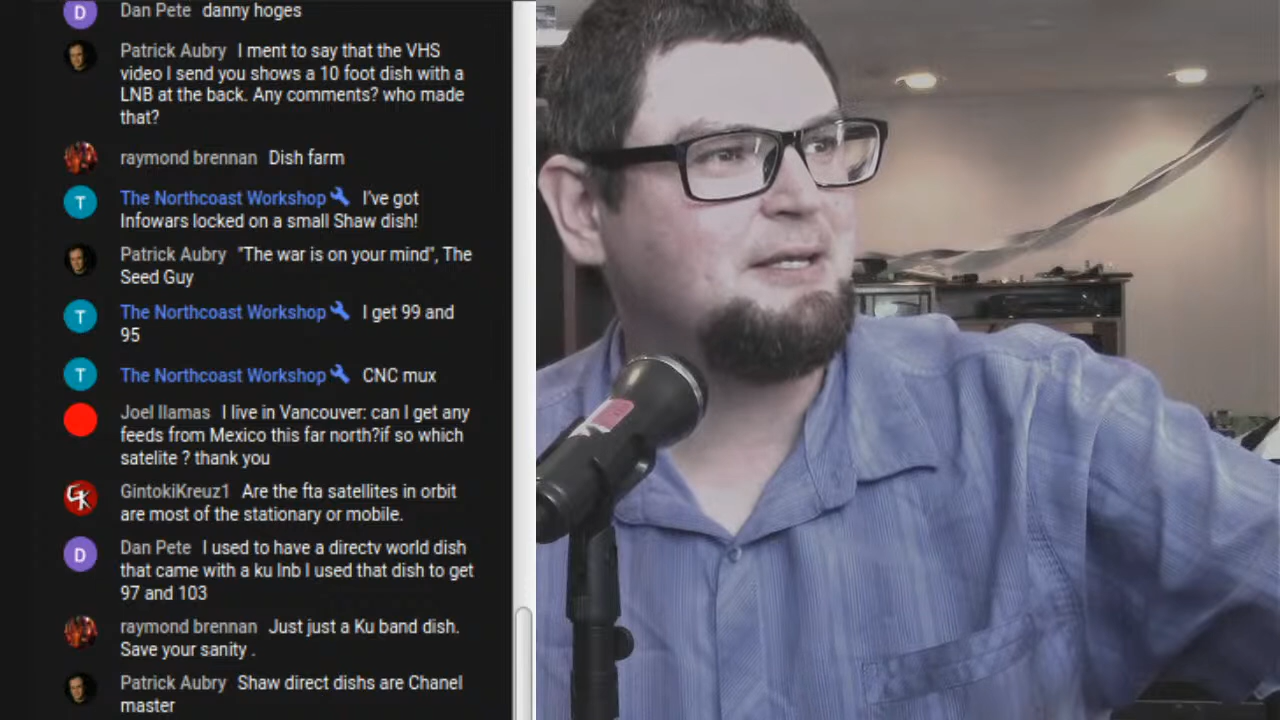 Dan Pete danny hoges
Patrick Aubry I ment to say that the VHS
video I send you shows a 10 foot dish with a
LNB at the back. Any comments? who made
that?
raymond brennan Dish farm
The Northcoast Workshop I've got
Infowars locked on a small Shaw dish!
Patrick Aubry "The war is on your mind", The
Seed Guy
The Northcoast Workshop I get 99 and
95
The Northcoast Workshop CNC mux
Joel llamas I live in Vancouver: can I get any
feeds from Mexico this far north?if so which
satelite ? thank you
GintokiKreuz1 Are the fta satellites in orbit
are most of the stationary or mobile.
Dan Pete I used to have a directv world dish
that came with a ku lnb I used that dish to get
97 and 103
raymond brennan Just just a Ku band dish.
Save your sanity .
Patrick Aubry Shaw direct dishs are Chanel
master